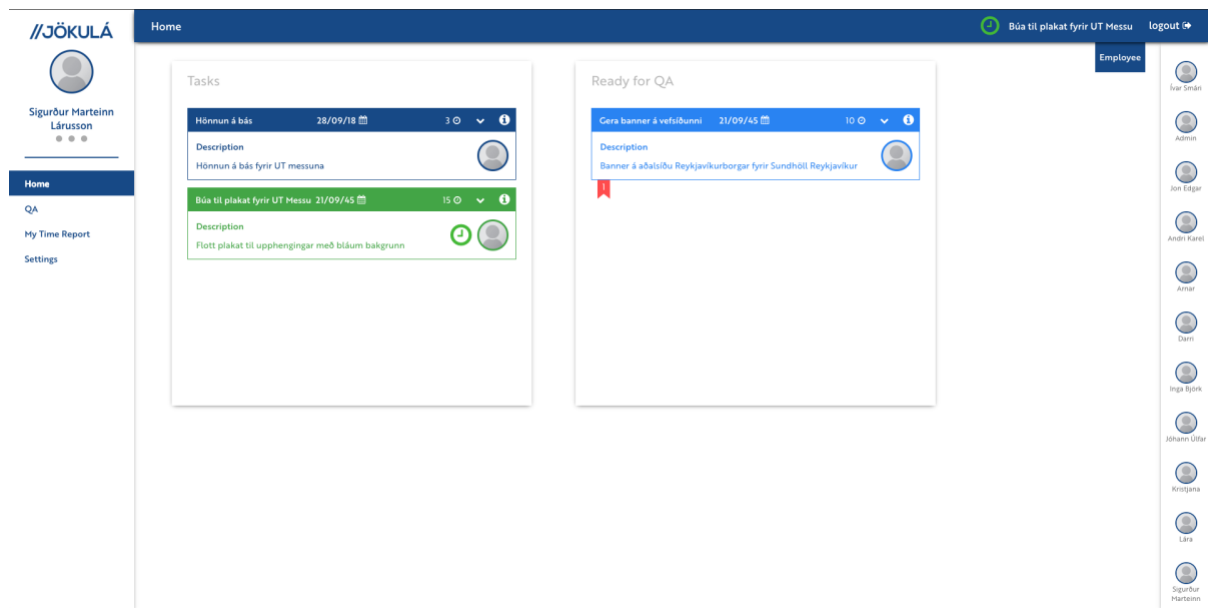 //JÖKULÁ
Sigurður Marteinn
Lárusson
Home
QA
My Time Report
Settings
Home
Búa til plakat fyrir UT Messu
logout
Employee
Tasks
Hönnun á bás 28/09/18 3
Description
Hönnun á bás fyrir UT messuna
Búa til plakat fyrir UT Messu 21/09/45 15
Description
Flott plakat til upphengingar með bláum bakgrunn
Ready for QA
Gera banner á vefsíðunni 21/09/45 10
Description
Banner á aðalsíðu Reykjavíkurborgar fyrir Sundhöll Reykjavíkur
1
Ívar Smári
Admin
Jon Edgar
Andri Karel
Arnar
Darri
Inga Björk
Jóhann Úlfar
Kristjana
Lára
Sigurður
Marteinn